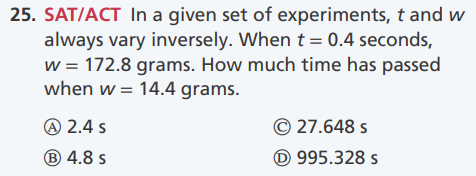 25. SAT/ACT In a given set of experiments, t and w
always vary inversely. When t = 0.4 seconds,
w = 172.8 grams. How much time has passed
when w = 14.4 grams.
Ⓐ 2.4 s Ⓒ 27.648 s
Ⓑ 4.8 s Ⓓ 995.328 s